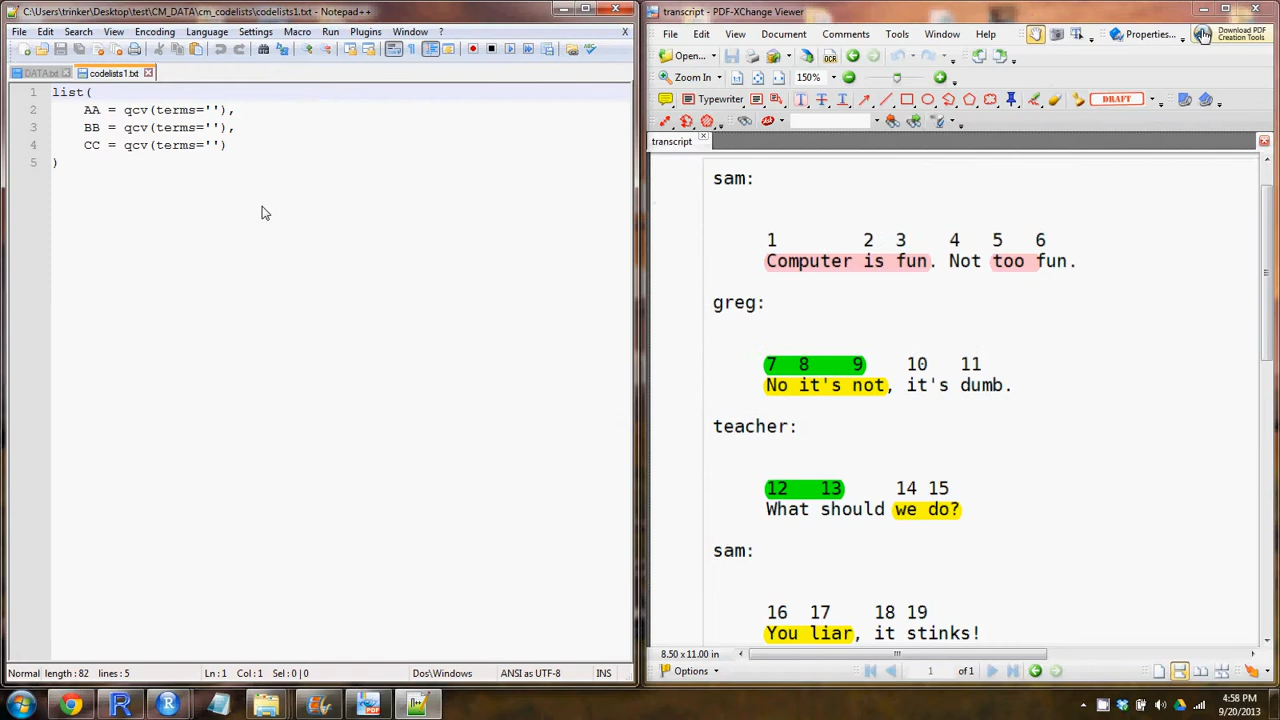 C:\Users\trinker\Desktop\test\CM_DATA\cm_codelists\codelists1.txt - Notepad++
File Edit Search View Encoding Language Settings Macro Run Plugins Window ? X
DATA.txt codelists1.txt
1 list(
2 AA = qcv(terms=''),
3 BB = qcv(terms=''),
4 CC = qcv(terms='')
5 )
Normal length : 82 lines : 5 Ln : 1 Col : 1 Sel : 0 | 0 Dos\Windows ANSI as UTF-8 INS
transcript - PDF-XChange Viewer
File Edit View Document Comments Tools Window Help
Download PDF Creation Tools
Open... OCR Properties...
Zoom In 150%
Typewriter DRAFT
transcript
sam:
1 2 3 4 5 6
Computer is fun. Not too fun.
greg:
7 8 9 10 11
No it's not, it's dumb.
teacher:
12 13 14 15
What should we do?
sam:
16 17 18 19
You liar, it stinks!
8.50 x 11.00 in
Options 1 of 1
4:58 PM
9/20/2013